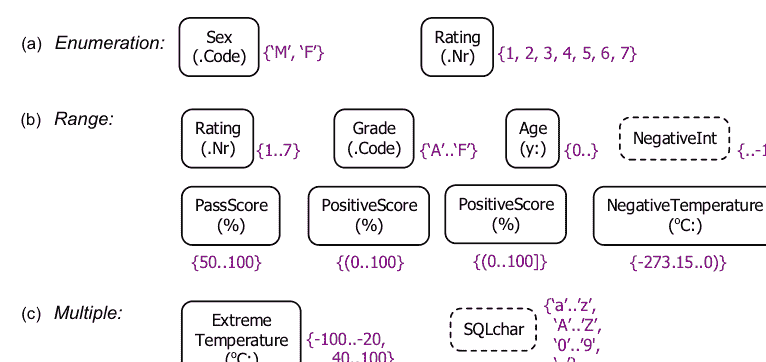 (a) Enumeration:
Sex
(.Code)
{'M', 'F'}
Rating
(.Nr)
{1, 2, 3, 4, 5, 6, 7}
(b) Range:
Rating
(.Nr)
{1..7}
Grade
(.Code)
{'A'..'F'}
Age
(y:)
{0..}
NegativeInt
{..-1
PassScore
(%)
{50..100}
PositiveScore
(%)
{(0..100}
PositiveScore
(%)
{(0..100]}
NegativeTemperature
(°C:)
{-273.15..0)}
(c) Multiple:
Extreme
Temperature
(°C:)
{-100..-20,
40..100}
SQLchar
{'a'..'z',
'A'..'Z',
'0'..'9',